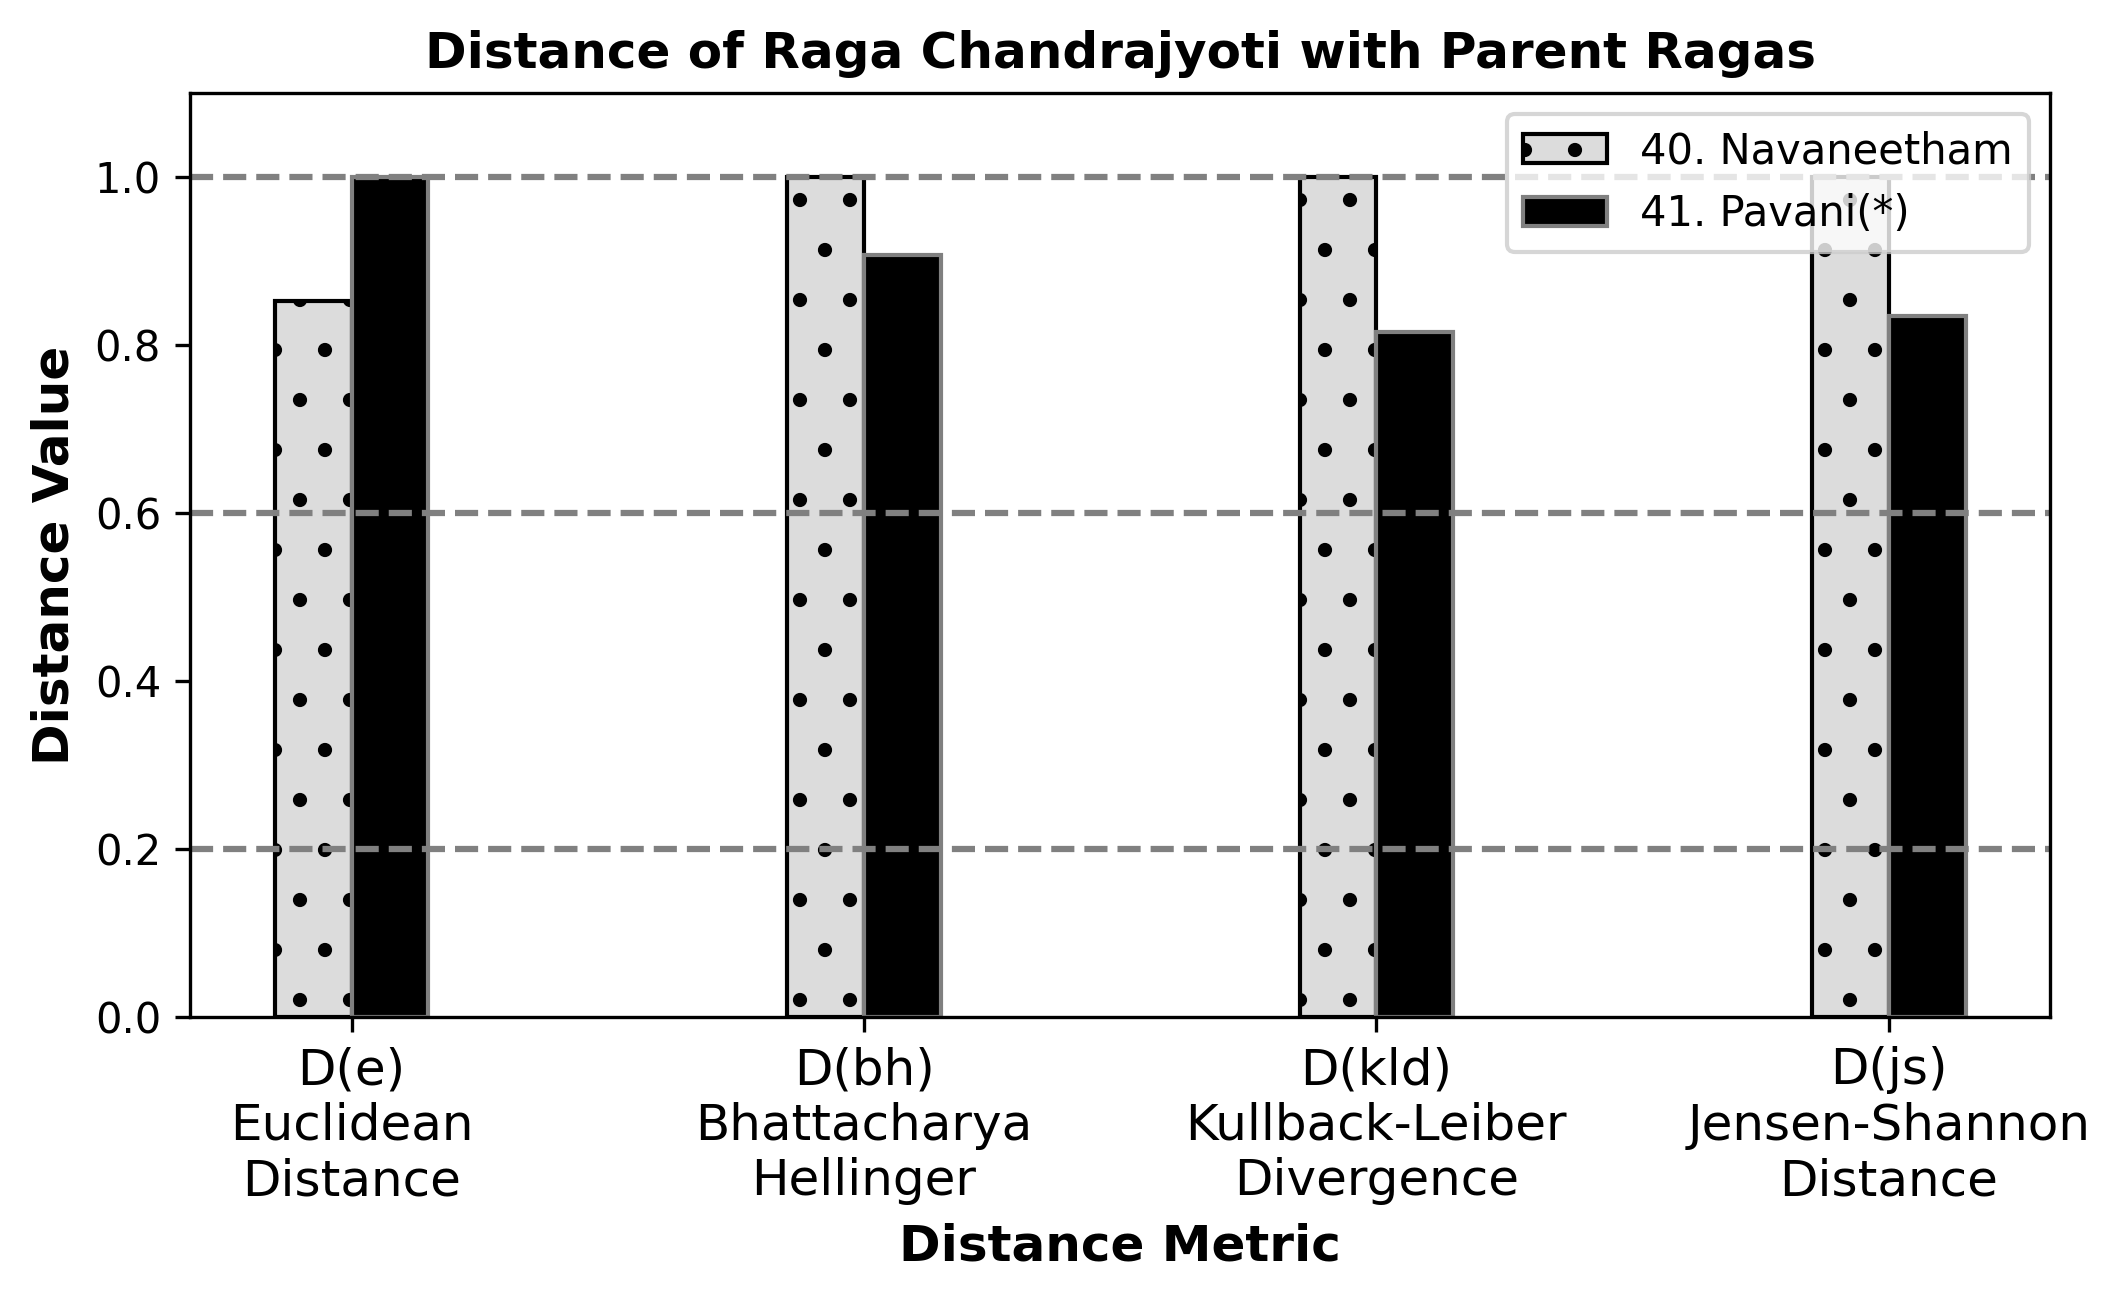 Distance of Raga Chandrajyoti with Parent Ragas
40. Navaneetham
41. Pavani(*)
Distance Value
1.0
0.8
0.6
0.4
0.2
0.0
D(e)
Euclidean
Distance
D(bh)
Bhattacharya
Hellinger
D(kld)
Kullback-Leiber
Divergence
D(js)
Jensen-Shannon
Distance
Distance Metric